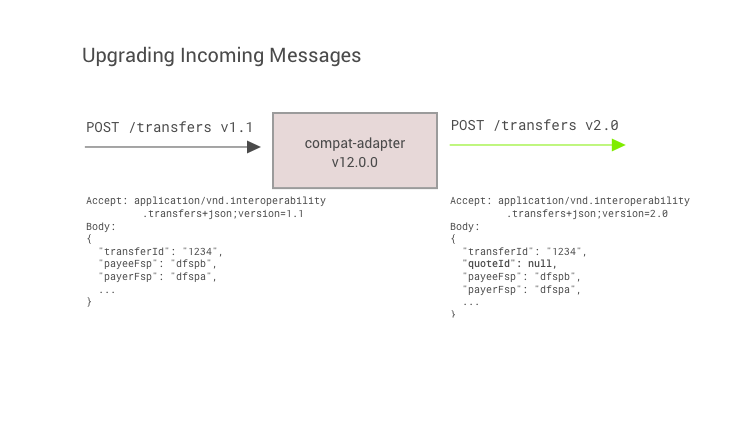 Upgrading Incoming Messages
POST /transfers v1.1
compat-adapter
v12.0.0
POST /transfers v2.0
Accept: application/vnd.interoperability
.transfers+json;version=1.1
Body:
{
"transferId": "1234",
"payeeFsp": "dfspb",
"payerFsp": "dfspa",
...
}
Accept: application/vnd.interoperability
.transfers+json;version=2.0
Body:
{
"transferId": "1234",
"quoteId": null,
"payeeFsp": "dfspb",
"payerFsp": "dfspa",
...
}